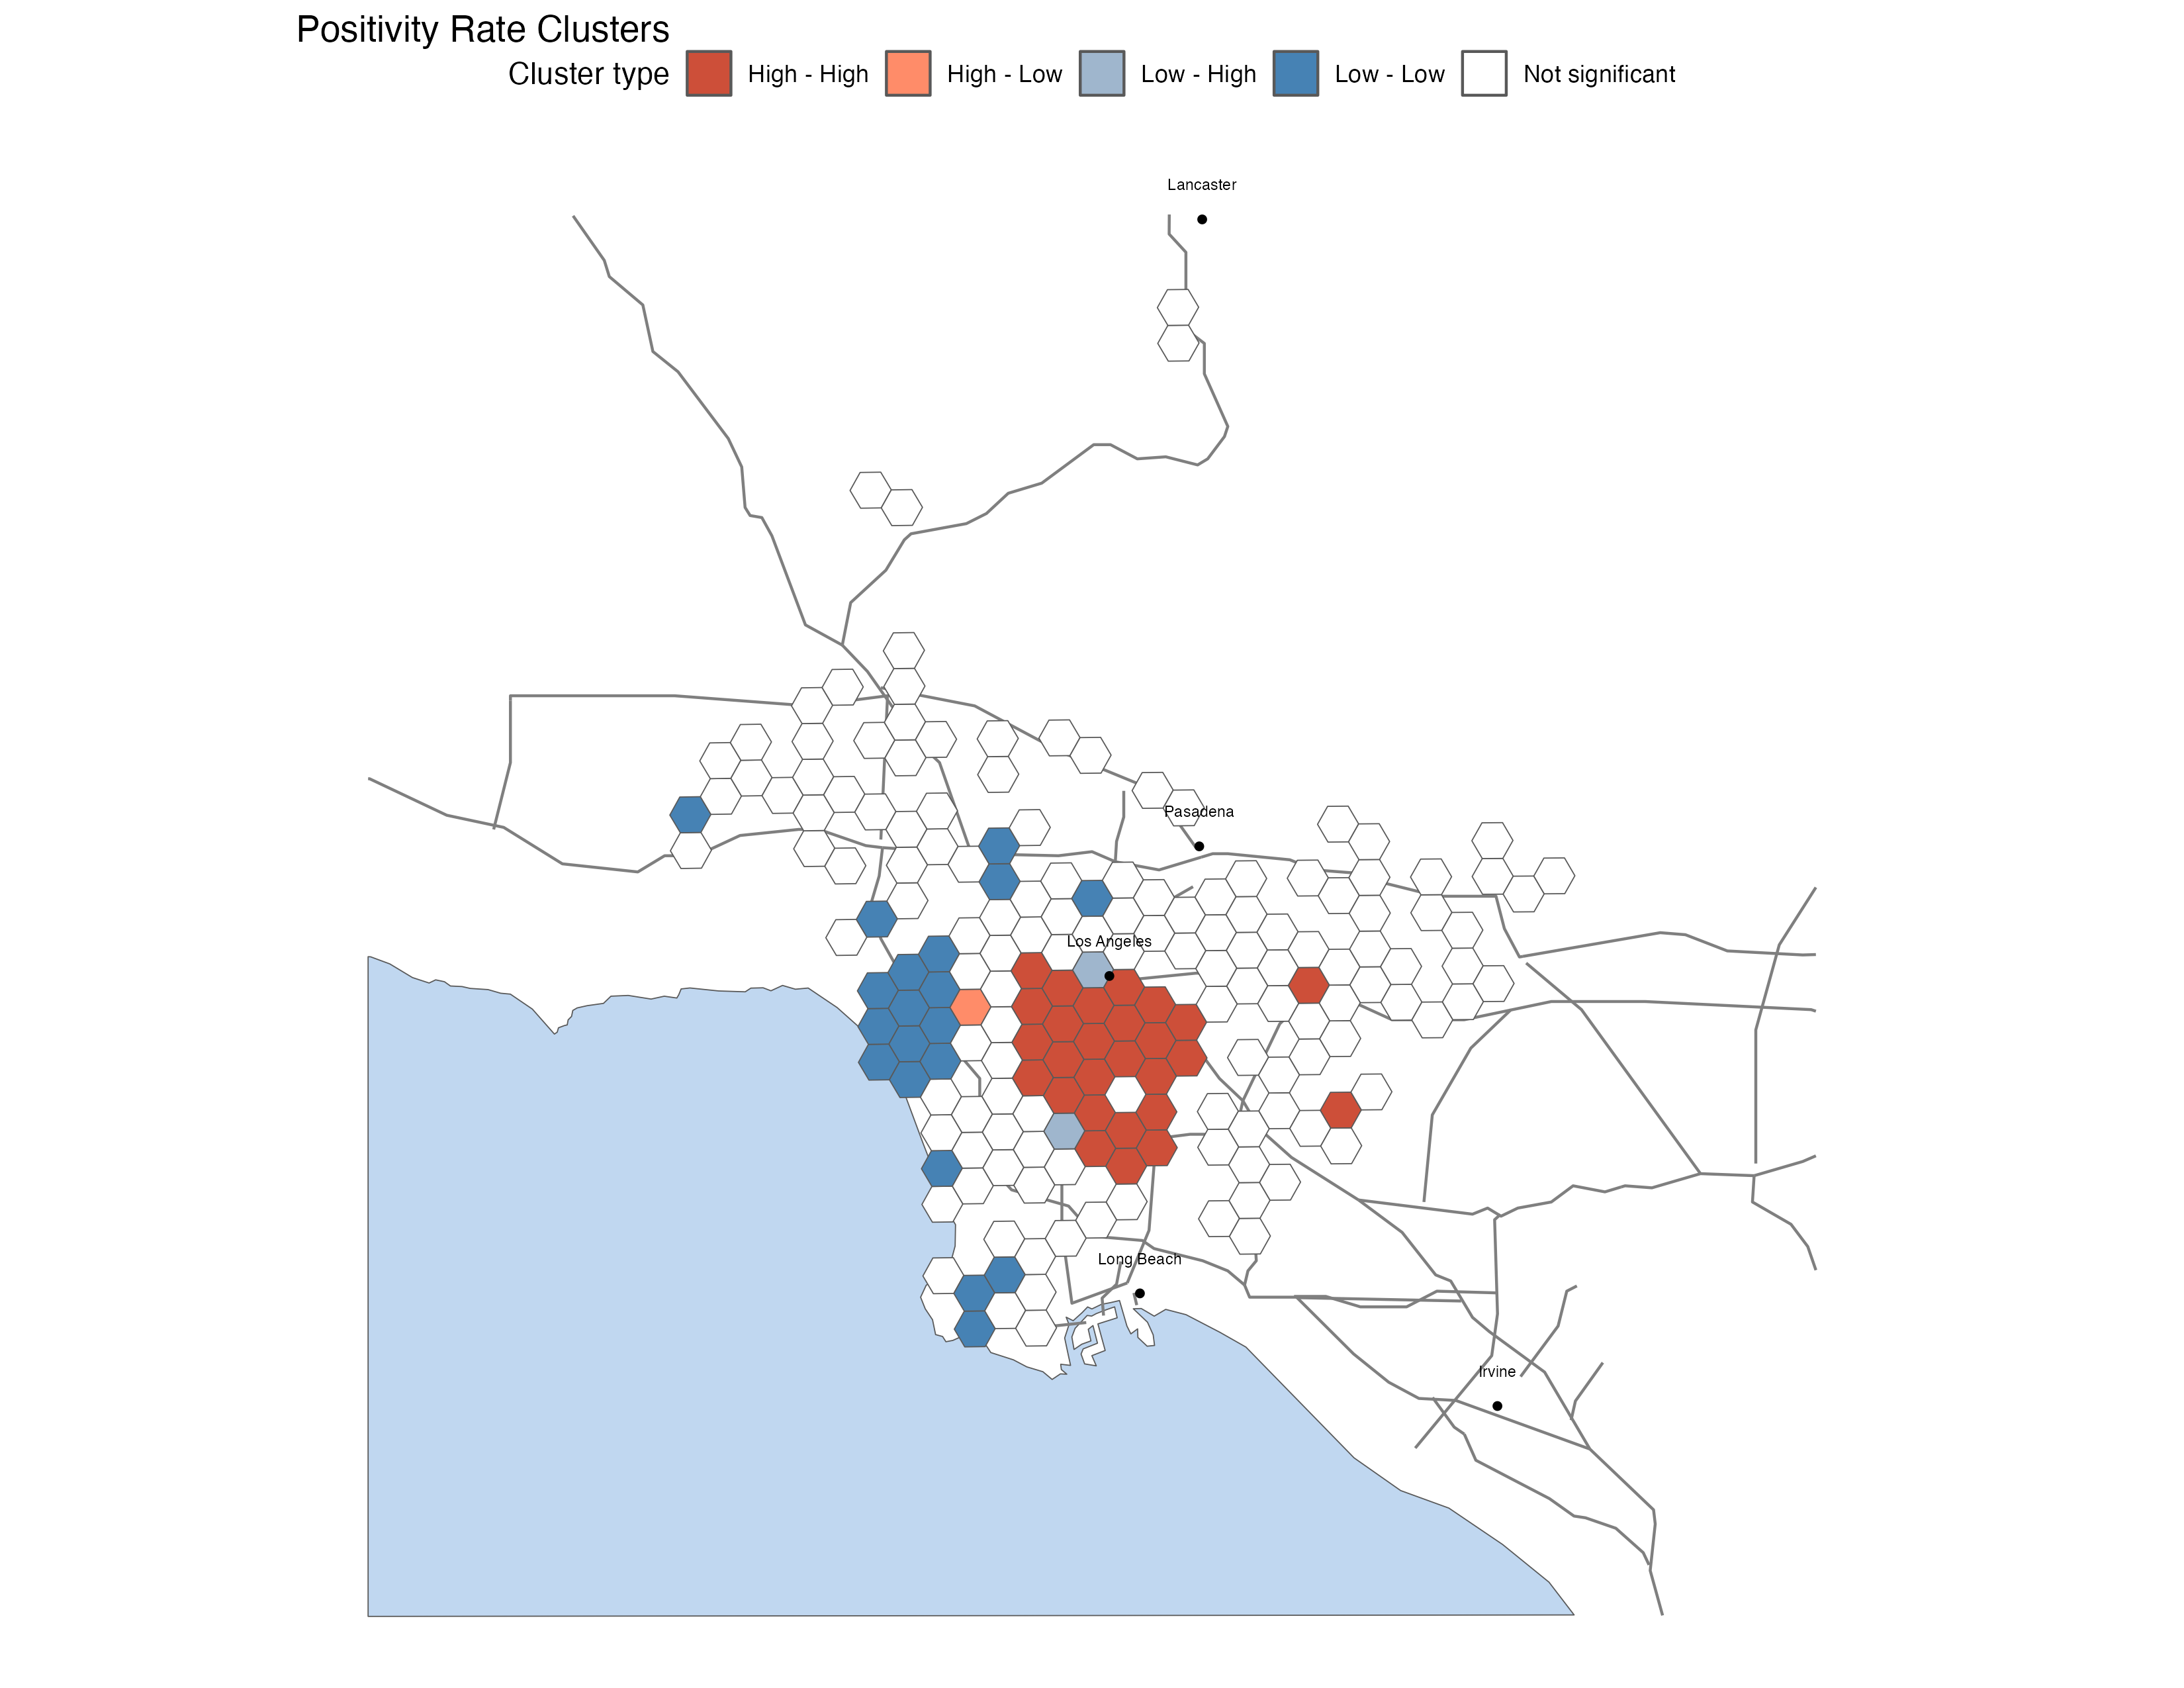 Positivity Rate Clusters
Cluster type High - High High - Low Low - High Low - Low Not significant
Lancaster
Pasadena
Los Angeles
Long Beach
Irvine